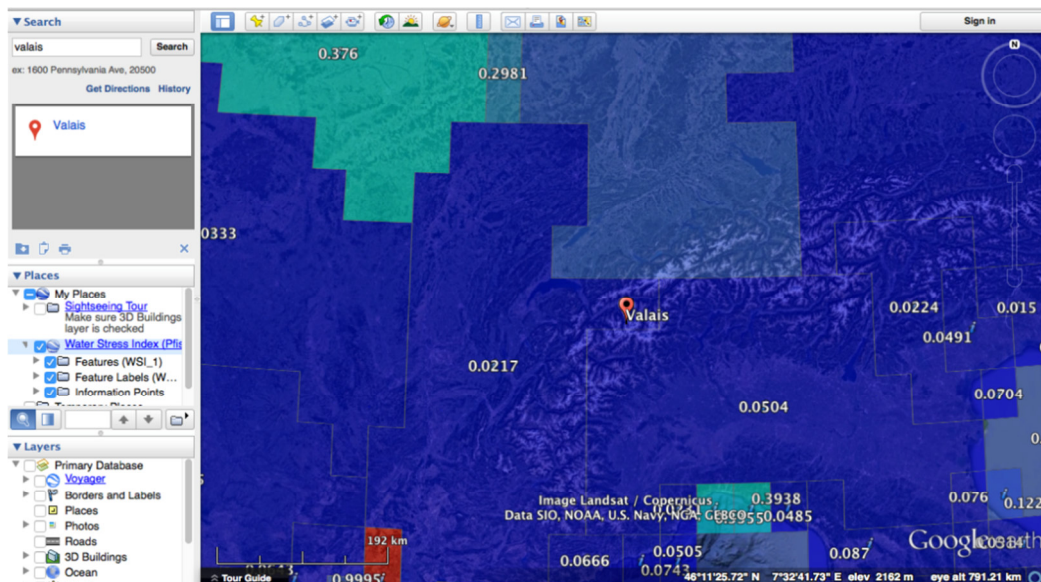 Search
valais
Search
ex: 1600 Pennsylvania Ave, 20500
Get Directions History
Valais
Places
My Places
Sightseeing Tour
Make sure 3D Buildings
layer is checked
Water Stress Index (Pfis
Features (WSI_1)
Feature Labels (W...
Information Points
Layers
Primary Database
Voyager
Borders and Labels
Places
Photos
Roads
3D Buildings
Ocean
Sign in
N
0.376
0.2981
0333
Valais
0.0224
0.015
0.0491
0.0217
0.0704
0.0504
Image Landsat / Copernicus
0.3938
0.076
0.122
Data SIO, NOAA, U.S. Navy, NGA, GEBCO
0.0485
192 km
0.0505
0.087
Google earth
0.0666
0.0743
0.9995
Tour Guide
46°11'25.72" N 7°32'41.73" E elev 2162 m eye alt 791.21 km